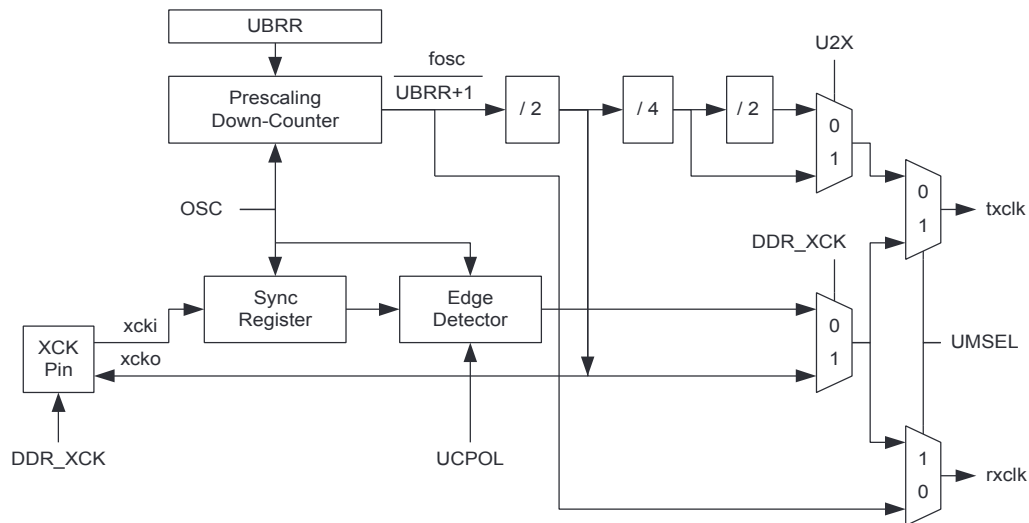 UBRR
U2X
fosc
UBRR+1
Prescaling
Down-Counter
/ 2
/ 4
/ 2
0
1
OSC
0
1
txclk
DDR_XCK
Sync
Register
Edge
Detector
xcki
xcko
XCK
Pin
0
1
UMSEL
DDR_XCK
UCPOL
1
0
rxclk